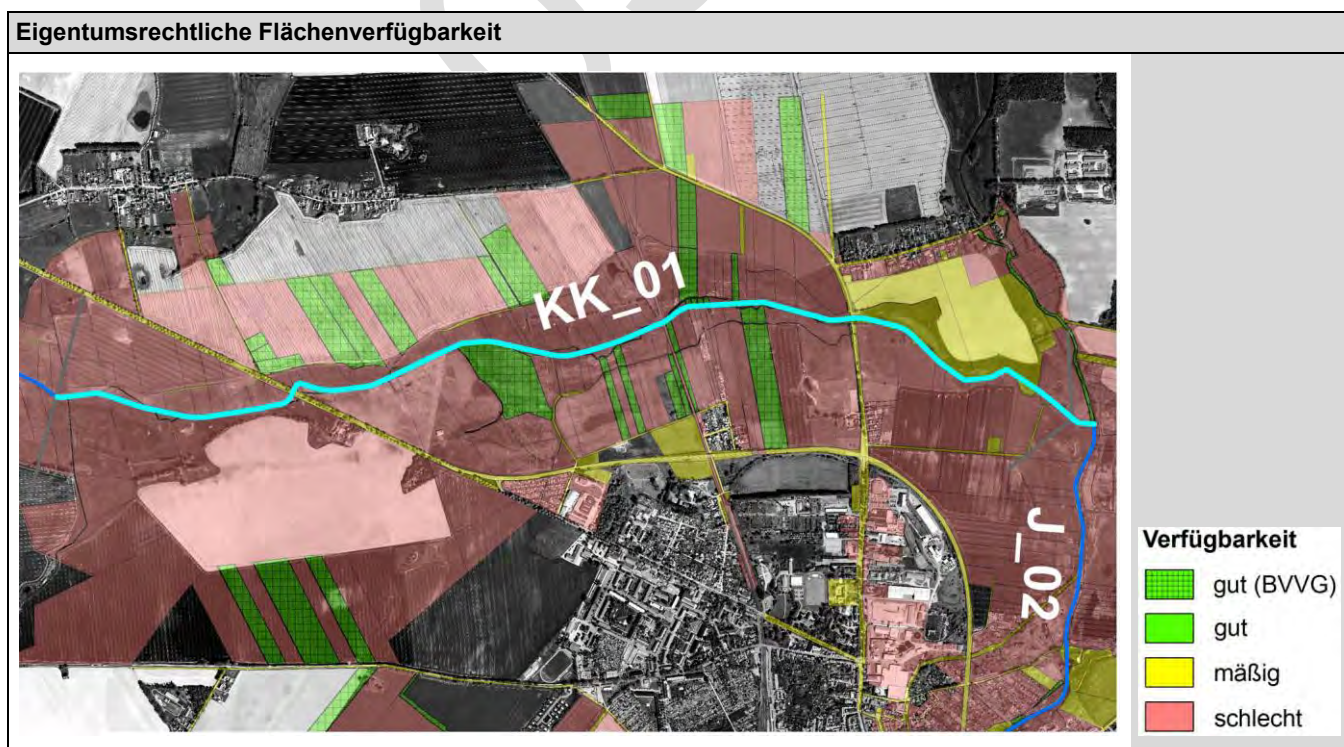 Eigentumsrechtliche Flächenverfügbarkeit
KK_01
J_02
Verfügbarkeit
gut (BVVG)
gut
mäßig
schlecht